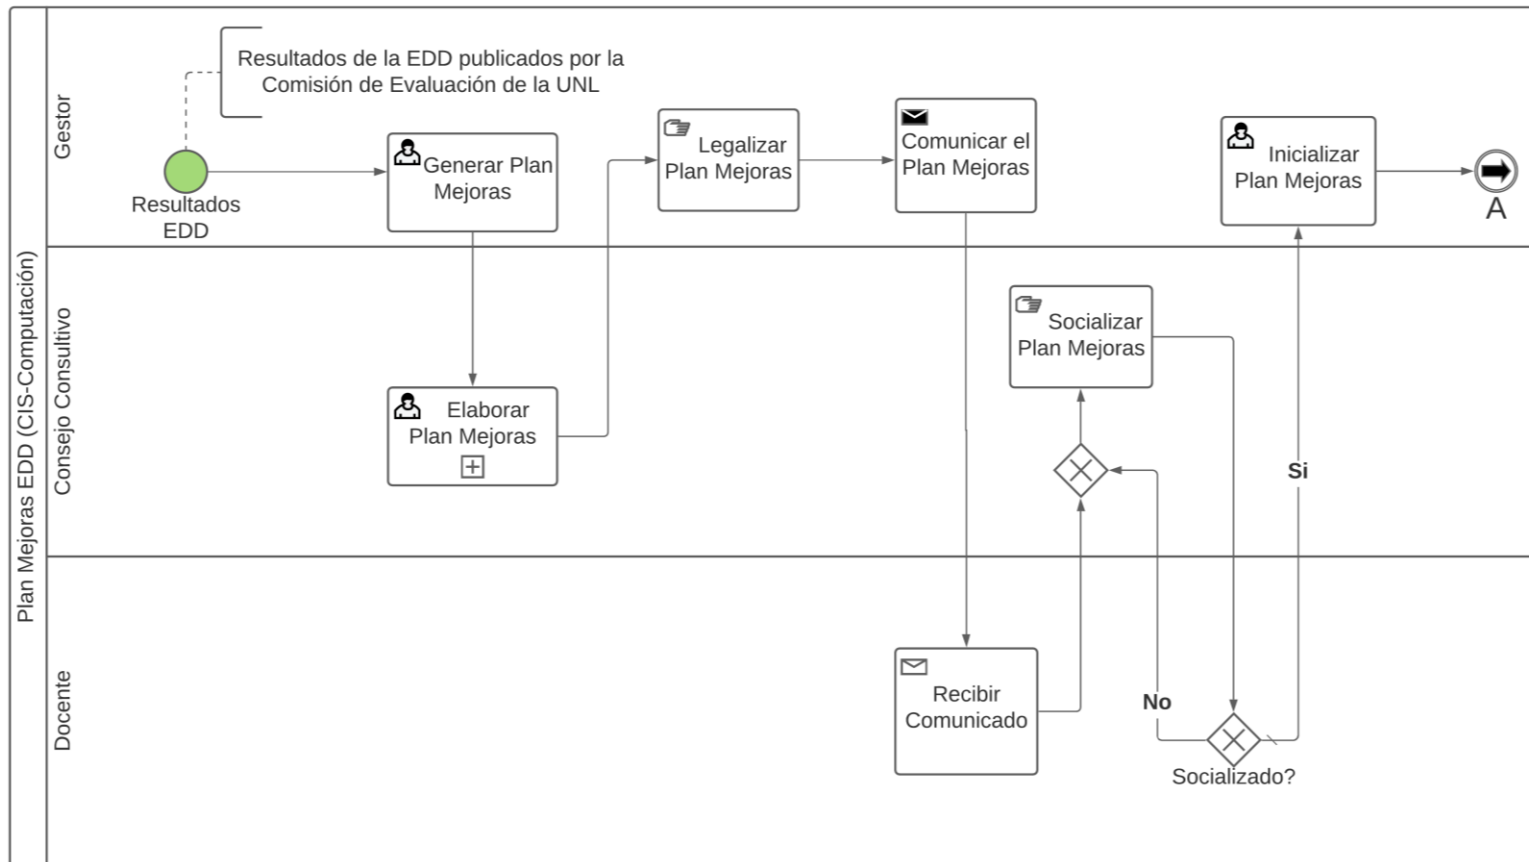 Plan Mejoras EDD (CIS-Computación)
Gestor
Resultados de la EDD publicados por la
Comisión de Evaluación de la UNL
Resultados
EDD
Generar Plan
Mejoras
Legalizar
Plan Mejoras
Comunicar el
Plan Mejoras
Inicializar
Plan Mejoras
A
Consejo Consultivo
Elaborar
Plan Mejoras
Socializar
Plan Mejoras
Si
Docente
Recibir
Comunicado
No
Socializado?